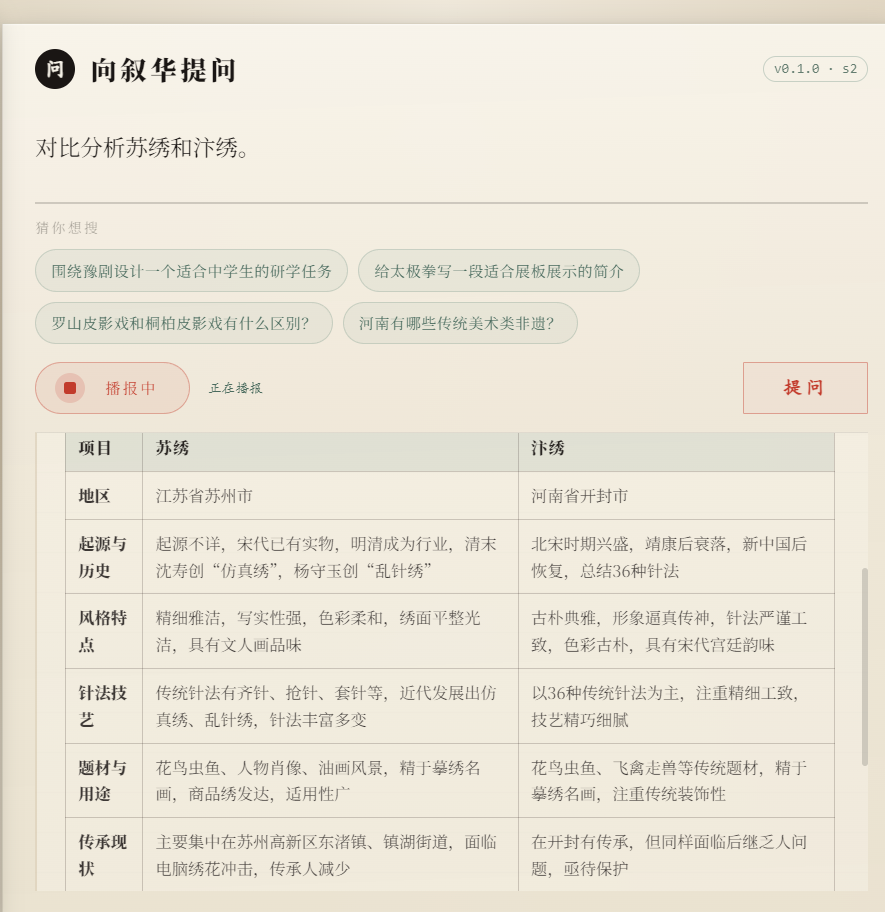 问 向叙华提问
v0.1.0 · s2
对比分析苏绣和汴绣。
猜你想搜
围绕豫剧设计一个适合中学生的研学任务
给太极拳写一段适合展板展示的简介
罗山皮影戏和桐柏皮影戏有什么区别？
河南有哪些传统美术类非遗？
播报中
正在播报
提问
项目 苏绣 汴绣
地区 江苏省苏州市 河南省开封市
起源与 起源不详，宋代已有实物，明清成为行业，清末 北宋时期兴盛，靖康后衰落，新中国后
历史 沈寿创“仿真绣”，杨守玉创“乱针绣” 恢复，总结36种针法
风格特 精细雅洁，写实性强，色彩柔和，绣面平整光 古朴典雅，形象逼真传神，针法严谨工
点 洁，具有文人画品味 致，色彩古朴，具有宋代宫廷韵味
针法技 传统针法有齐针、抢针、套针等，近代发展出仿 以36种传统针法为主，注重精细工致，
艺 真绣、乱针绣，针法丰富多变 技艺精巧细腻
题材与 花鸟虫鱼、人物肖像、油画风景，精于摹绣名 花鸟虫鱼、飞禽走兽等传统题材，精于
用途 画，商品绣发达，适用性广 摹绣名画，注重传统装饰性
传承现 主要集中在苏州高新区东渚镇、镇湖街道，面临 在开封有传承，但同样面临后继乏人问
状 电脑绣花冲击，传承人减少 题，亟待保护